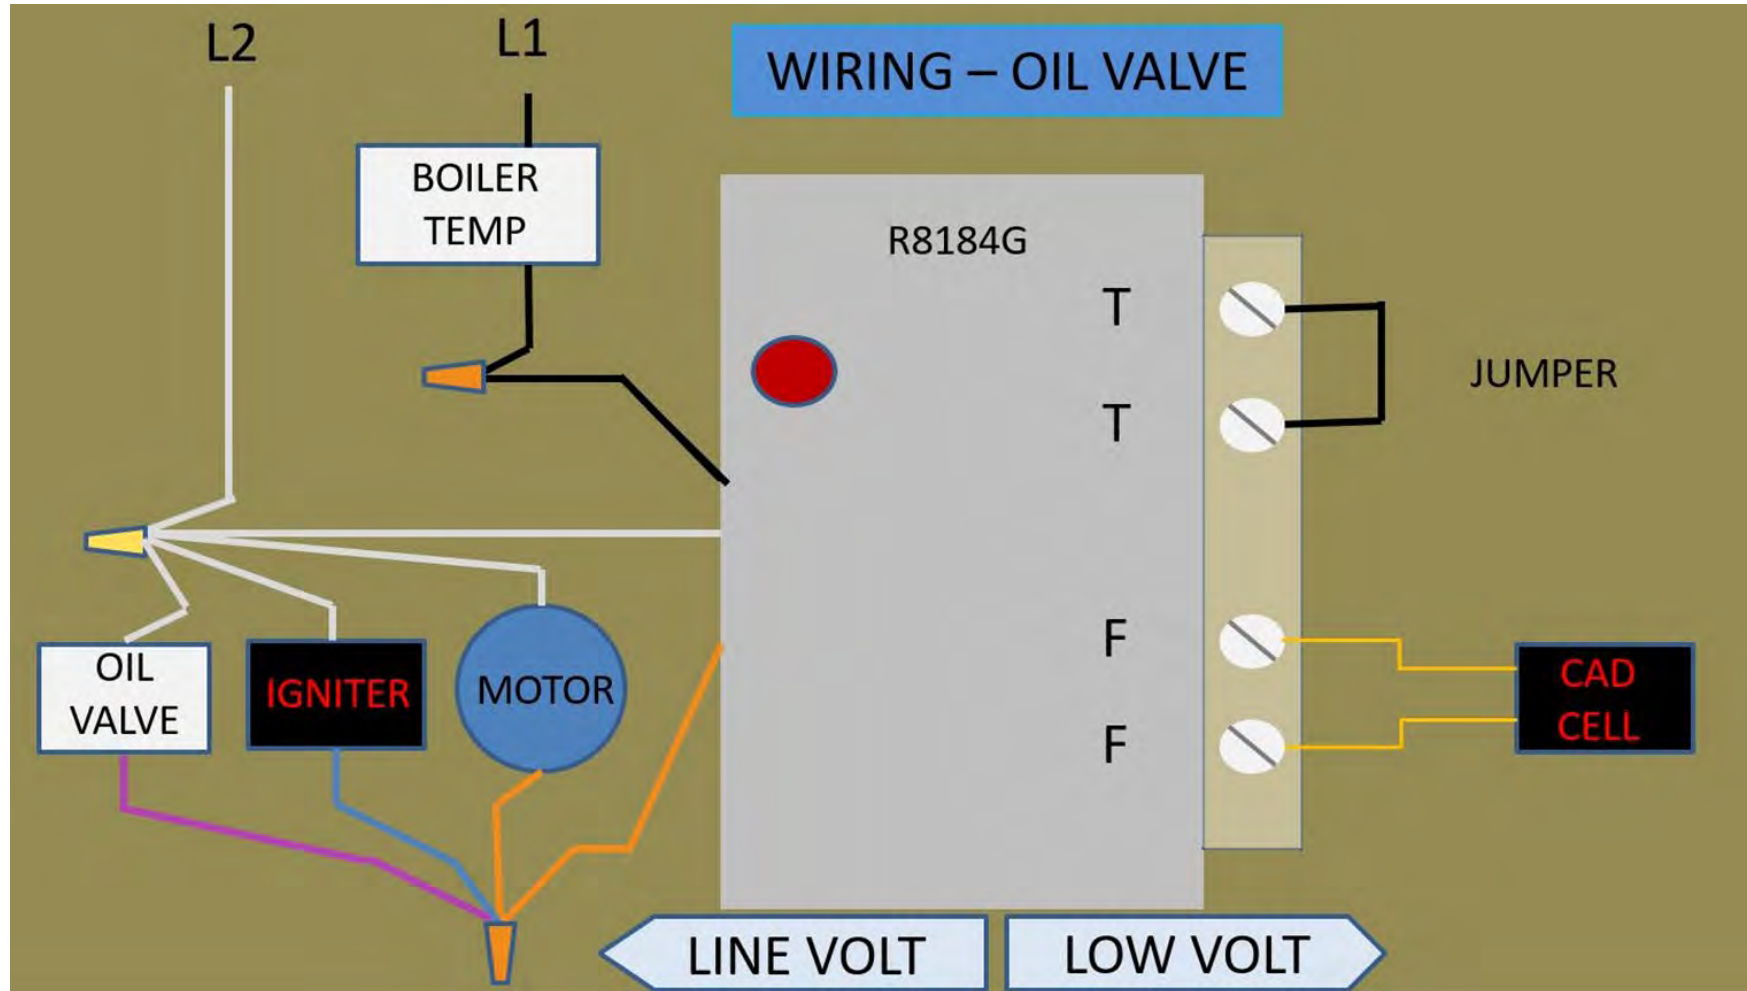 L2
L1
WIRING – OIL VALVE
BOILER
TEMP
R8184G
T
T
JUMPER
F
F
OIL
VALVE
IGNITER
MOTOR
CAD
CELL
LINE VOLT
LOW VOLT